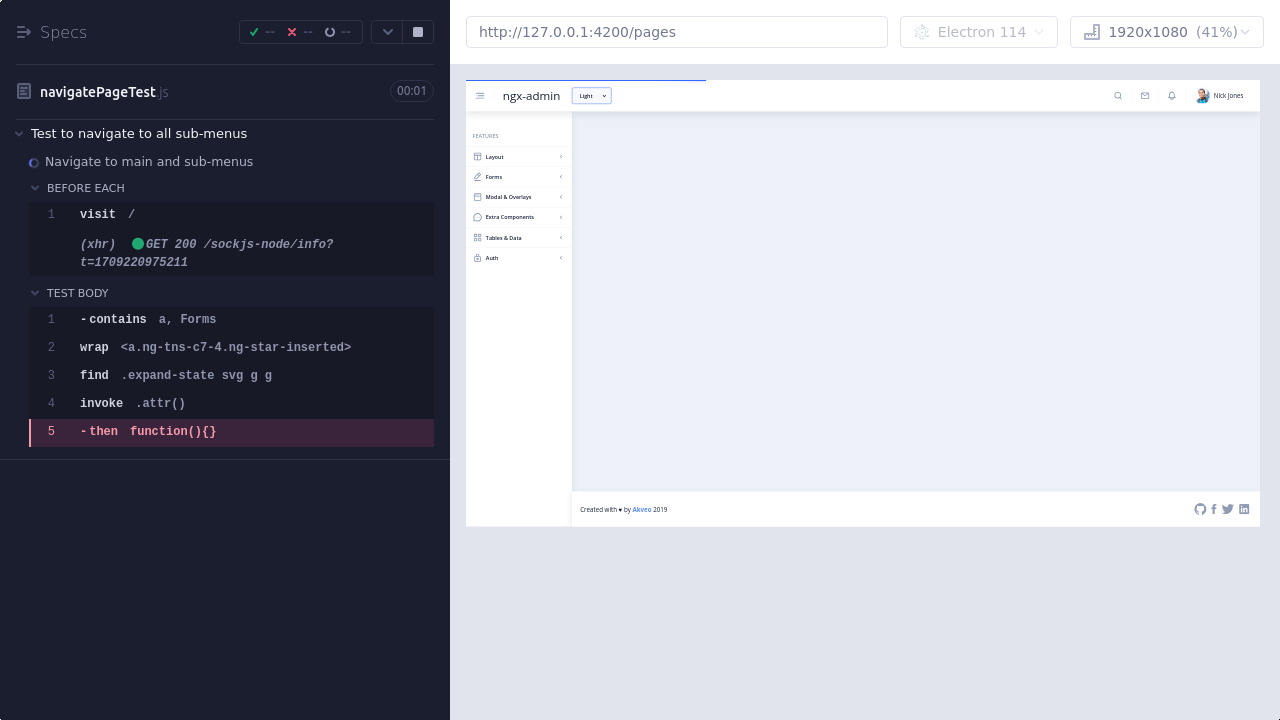 Specs
-- -- --
navigatePageTest.js
00:01
Test to navigate to all sub-menus
Navigate to main and sub-menus
BEFORE EACH
1 visit /
(xhr) GET 200 /sockjs-node/info?
t=1709220975211
TEST BODY
1 -contains a, Forms
2 wrap <a.ng-tns-c7-4.ng-star-inserted>
3 find .expand-state svg g g
4 invoke .attr()
5 -then function(){}
http://127.0.0.1:4200/pages
Electron 114
1920x1080 (41%)
ngx-admin
Light
Nick Jones
FEATURES
Layout
Forms
Modal & Overlays
Extra Components
Tables & Data
Auth
Created with ♥ by Akveo 2019